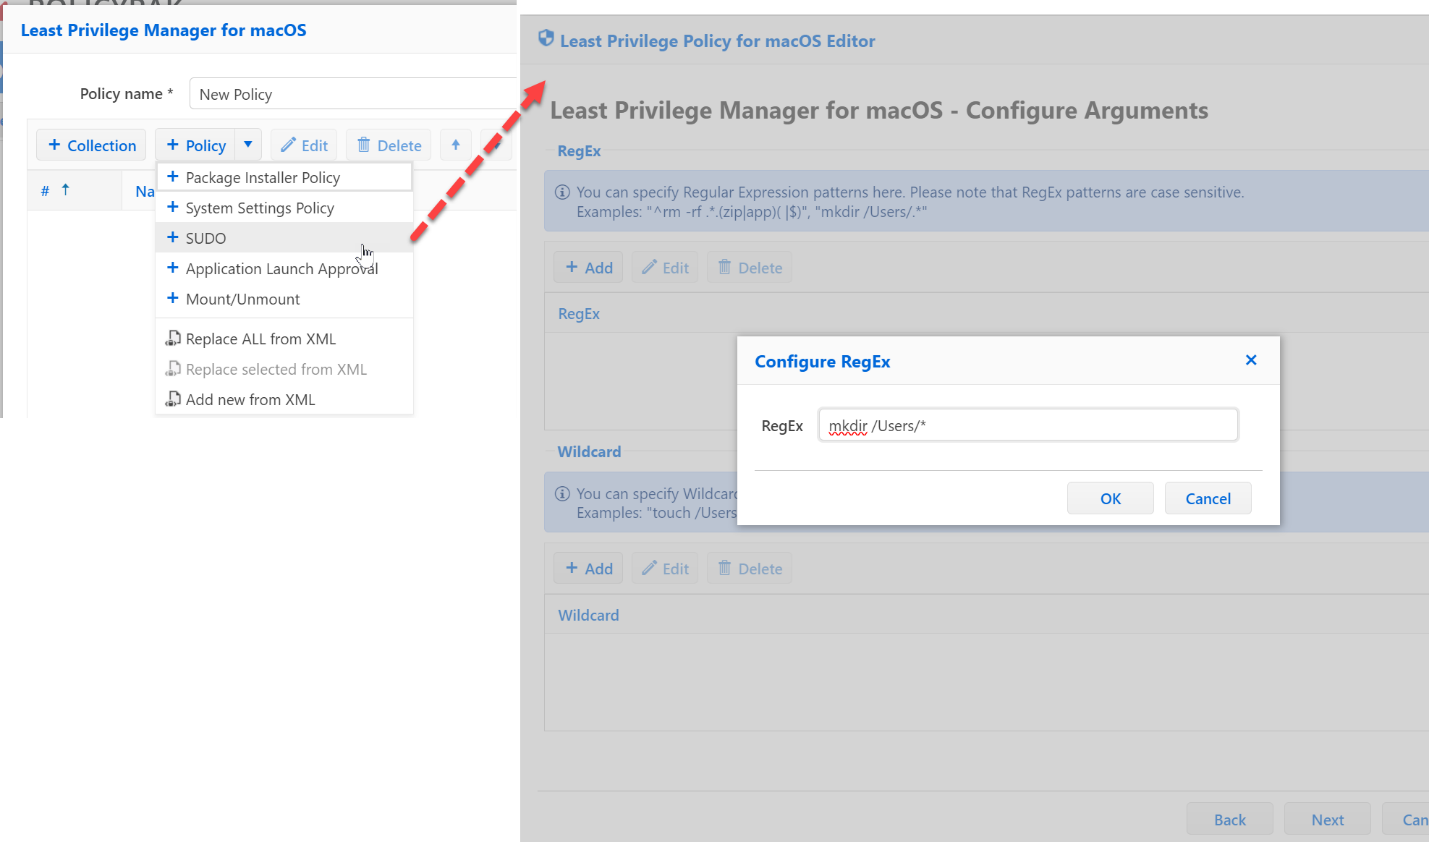 Least Privilege Manager for macOS
Policy name *
New Policy
+ Collection
+ Policy
Edit
Delete
#
Na
+ Package Installer Policy
+ System Settings Policy
+ SUDO
+ Application Launch Approval
+ Mount/Unmount
Replace ALL from XML
Replace selected from XML
Add new from XML
Least Privilege Policy for macOS Editor
Least Privilege Manager for macOS - Configure Arguments
RegEx
You can specify Regular Expression patterns here. Please note that RegEx patterns are case sensitive.
Examples: "^rm -rf .*.(zip|app)( |$)", "mkdir /Users/.*"
+ Add
Edit
Delete
RegEx
Configure RegEx
RegEx
mkdir /Users/*
OK
Cancel
Wildcard
You can specify Wildcar
Examples: "touch /Users
+ Add
Edit
Delete
Wildcard
Back
Next
Can